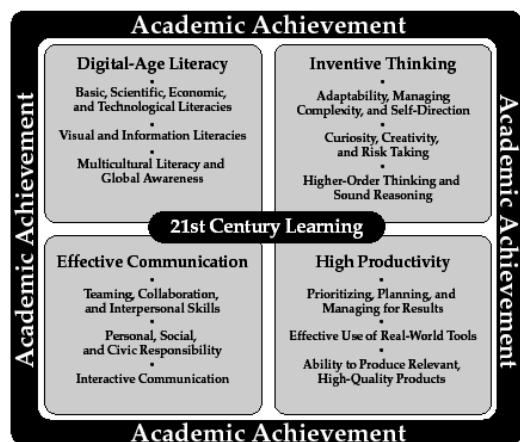 Academic Achievement
Academic Achievement
Academic Achievement
Digital-Age Literacy
•
Basic, Scientific, Economic,
and Technological Literacies
•
Visual and Information Literacies
•
Multicultural Literacy and
Global Awareness
Inventive Thinking
•
Adaptability, Managing
Complexity, and Self-Direction
•
Curiosity, Creativity,
and Risk Taking
•
Higher-Order Thinking and
Sound Reasoning
21st Century Learning
Effective Communication
•
Teaming, Collaboration,
and Interpersonal Skills
•
Personal, Social,
and Civic Responsibility
•
Interactive Communication
High Productivity
•
Prioritizing, Planning, and
Managing for Results
•
Effective Use of Real-World Tools
•
Ability to Produce Relevant,
High-Quality Products
Academic Achievement